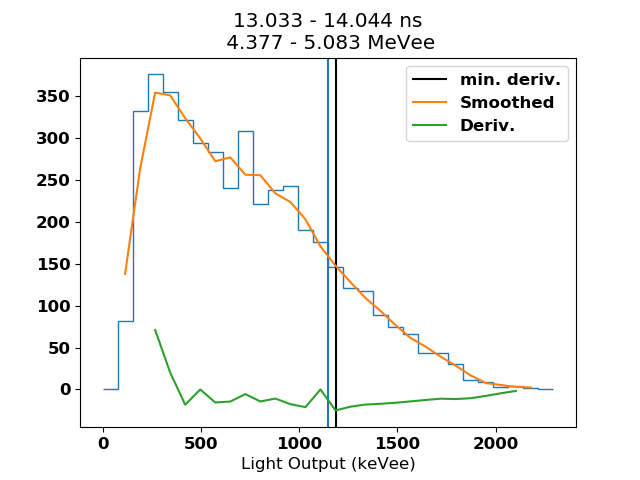 13.033 - 14.044 ns
4.377 - 5.083 MeVee
min. deriv.
Smoothed
Deriv.
350
300
250
200
150
100
50
0
0 500 1000 1500 2000
Light Output (keVee)